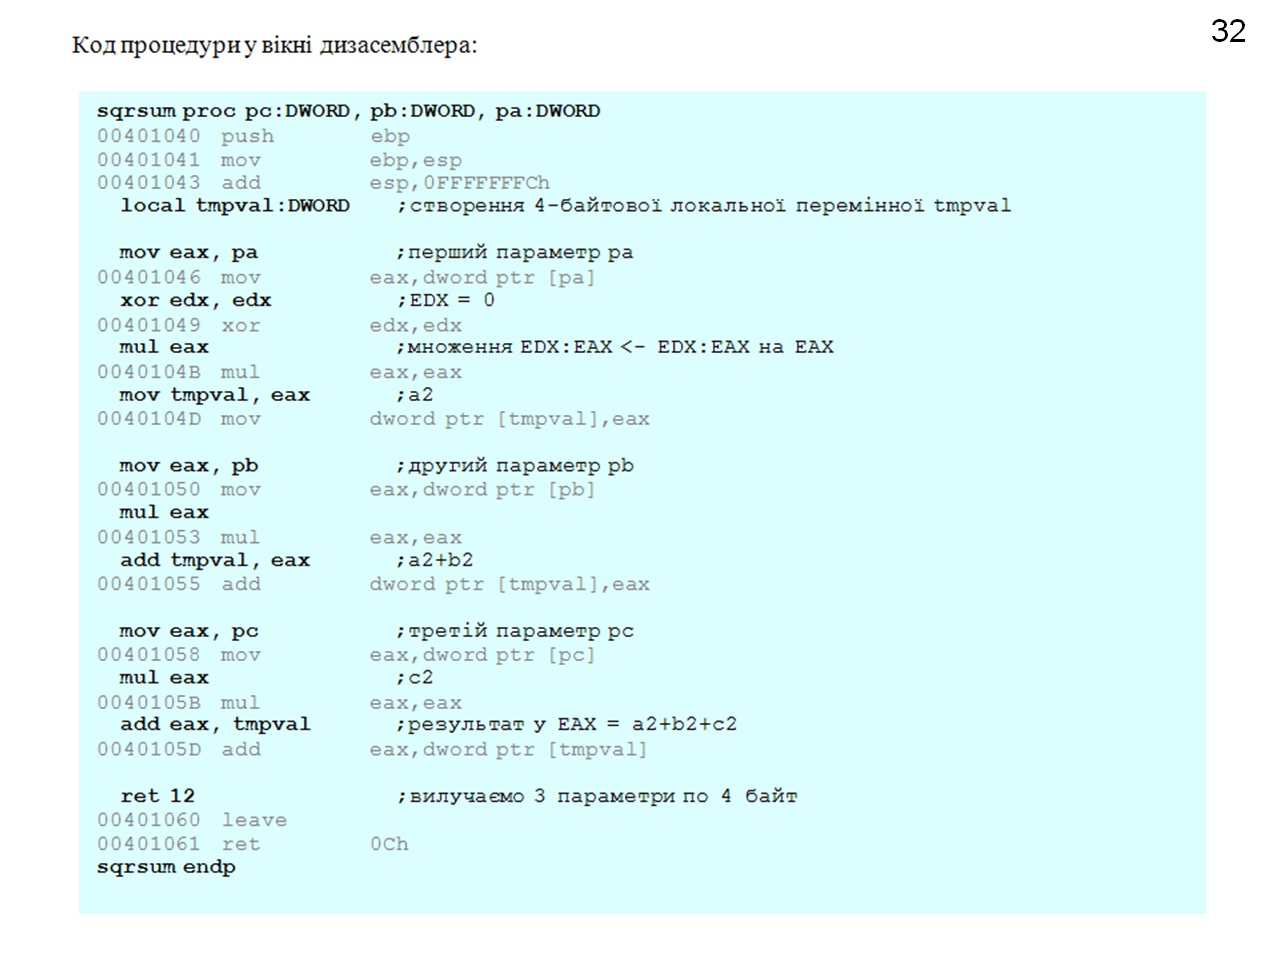 32
Код процедури у вікні дизасемблера:
sqrsum proc pc:DWORD, pb:DWORD, pa:DWORD
00401040 push ebp
00401041 mov ebp,esp
00401043 add esp,0FFFFFFFCh
local tmpval:DWORD ;створення 4-байтової локальної перемінної tmpval
mov eax, pa ;перший параметр pa
00401046 mov eax,dword ptr [pa]
xor edx, edx ;EDX = 0
00401049 xor edx,edx
mul eax ;множення EDX:EAX <- EDX:EAX на EAX
0040104B mul eax,eax
mov tmpval, eax ;a2
0040104D mov dword ptr [tmpval],eax
mov eax, pb ;другий параметр pb
00401050 mov eax,dword ptr [pb]
mul eax
00401053 mul eax,eax
add tmpval, eax ;a2+b2
00401055 add dword ptr [tmpval],eax
mov eax, pc ;третій параметр pc
00401058 mov eax,dword ptr [pc]
mul eax ;c2
0040105B mul eax,eax
add eax, tmpval ;результат у EAX = a2+b2+c2
0040105D add eax,dword ptr [tmpval]
ret 12 ;вилучаємо 3 параметри по 4 байт
00401060 leave
00401061 ret 0Ch
sqrsum endp